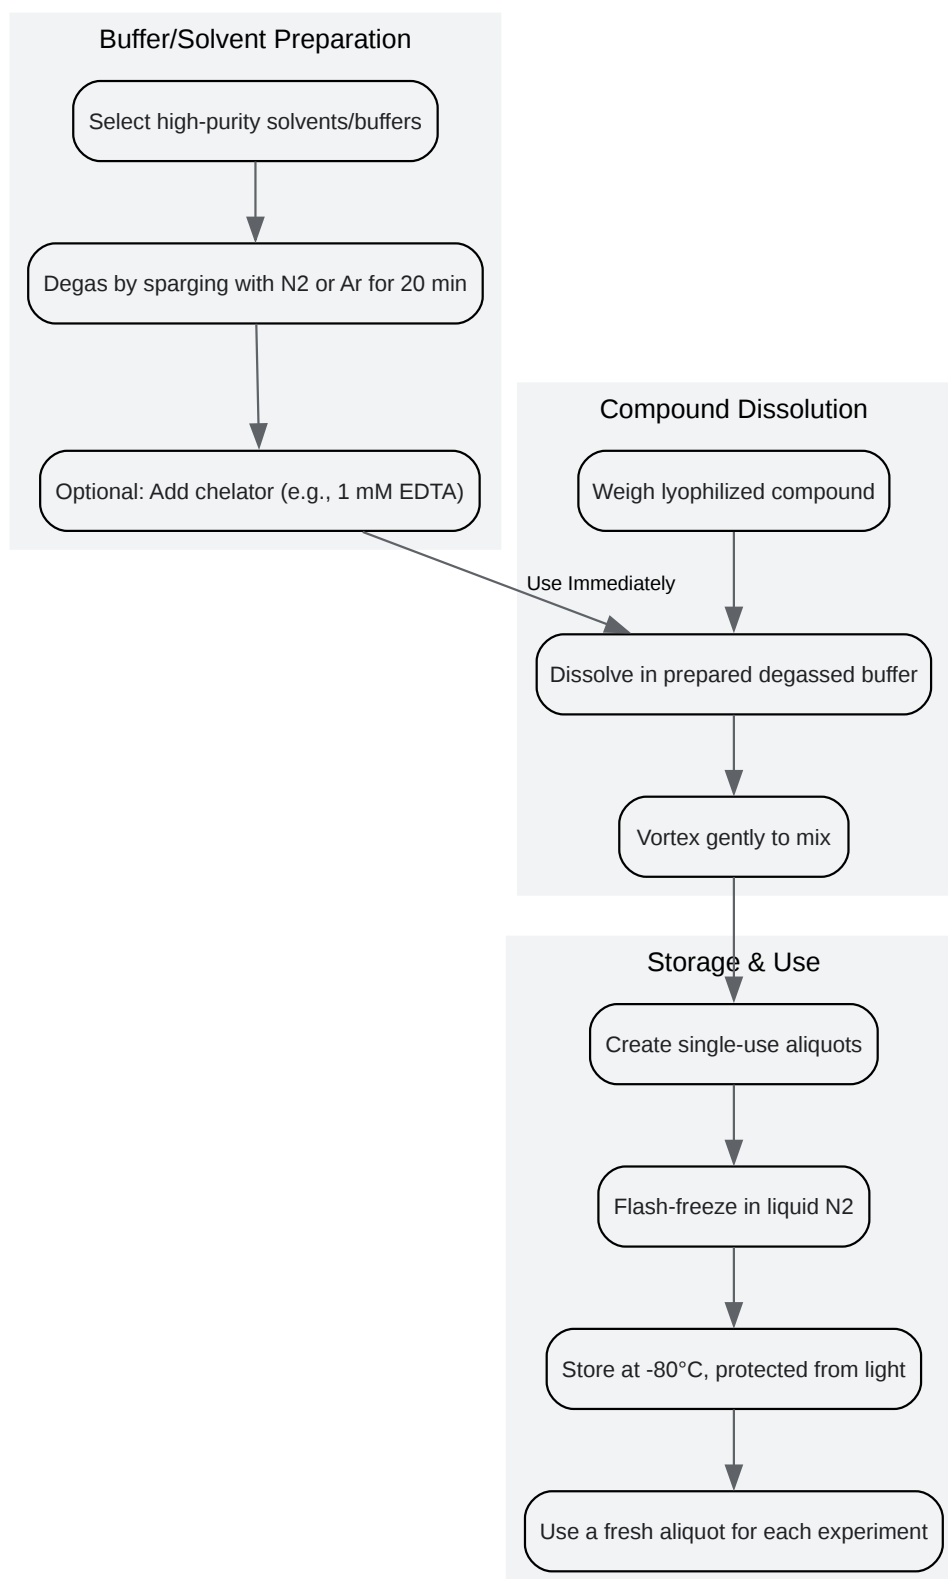 Buffer/Solvent Preparation
Select high-purity solvents/buffers
Degas by sparging with N2 or Ar for 20 min
Optional: Add chelator (e.g., 1 mM EDTA)
Use Immediately
Compound Dissolution
Weigh lyophilized compound
Dissolve in prepared degassed buffer
Vortex gently to mix
Storage & Use
Create single-use aliquots
Flash-freeze in liquid N2
Store at -80°C, protected from light
Use a fresh aliquot for each experiment